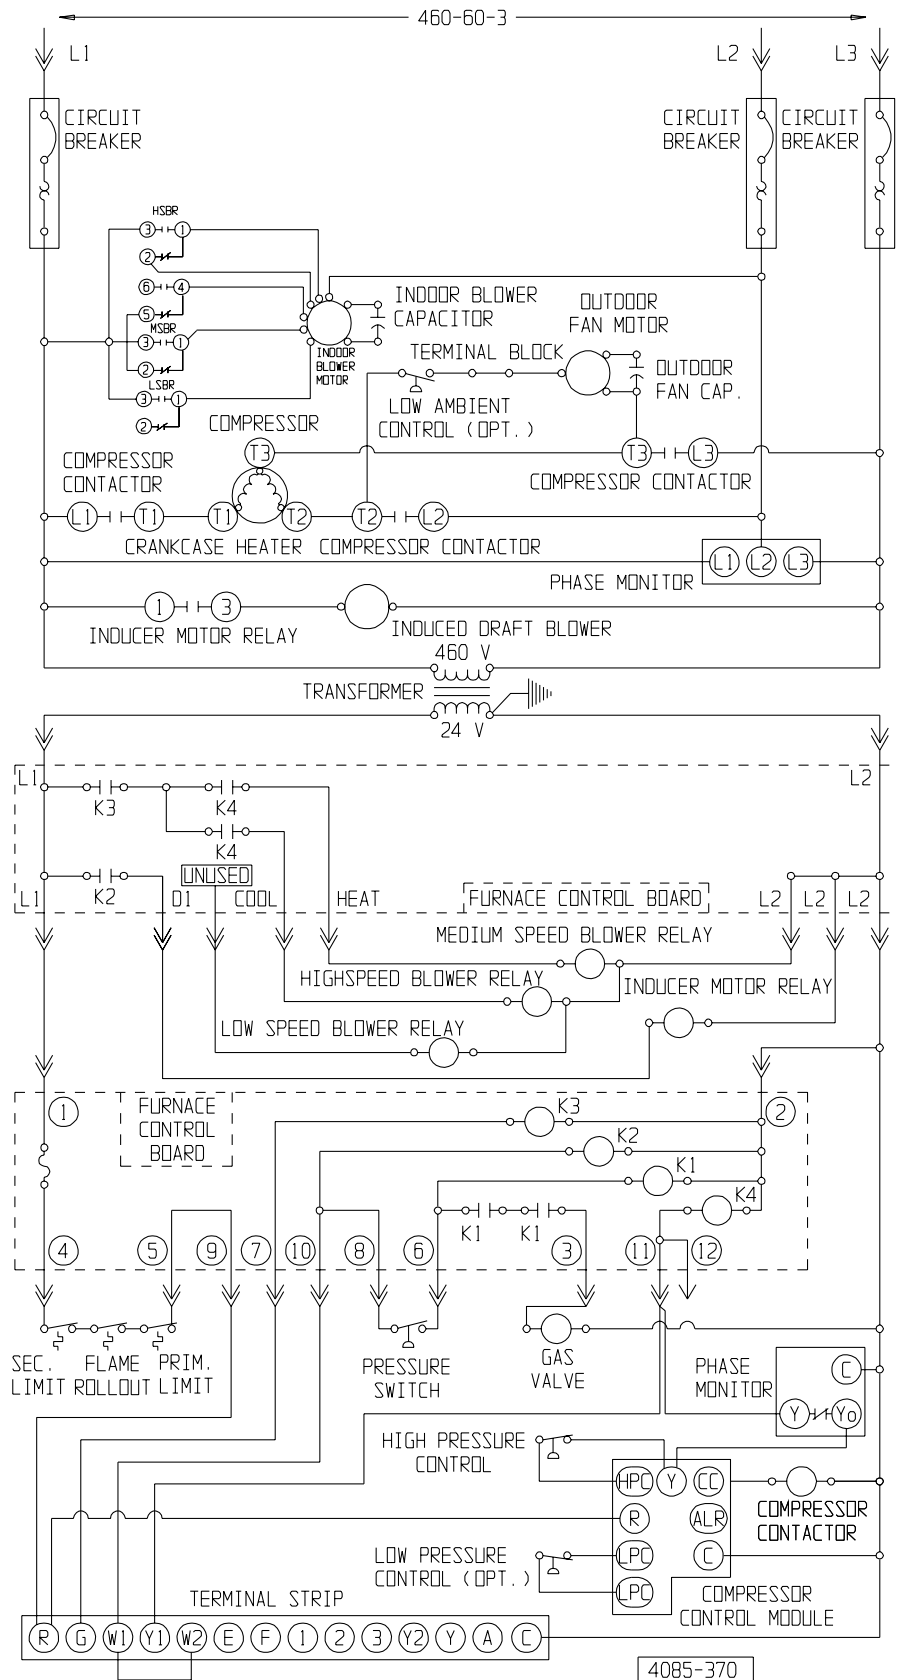 460-60-3
L1
L2
L3
CIRCUIT
BREAKER
CIRCUIT
BREAKER
CIRCUIT
BREAKER
HSBR
3 1
2
6 4
5
MSBR
3 1
2
LSBR
3 1
2
INDOOR
BLOWER
MOTOR
INDOOR BLOWER
CAPACITOR
OUTDOOR
FAN MOTOR
TERMINAL BLOCK
OUTDOOR
FAN CAP.
LOW AMBIENT
CONTROL (OPT.)
COMPRESSOR
T3
T3 L3
COMPRESSOR
CONTACTOR
COMPRESSOR CONTACTOR
L1 T1 T1 T2 T2 L2
CRANKCASE HEATER
COMPRESSOR CONTACTOR
L1 L2 L3
PHASE MONITOR
1 3
INDUCER MOTOR RELAY
INDUCED DRAFT BLOWER
460 V
TRANSFORMER
24 V
L1
L2
K3
K4
K4
K2
UNUSED
L1
D1
COOL
HEAT
FURNACE CONTROL BOARD
L2
L2
L2
MEDIUM SPEED BLOWER RELAY
HIGHSPEED BLOWER RELAY
INDUCER MOTOR RELAY
LOW SPEED BLOWER RELAY
1
FURNACE
CONTROL
BOARD
K3
2
K2
K1
K4
K1
K1
4 5 9 7 10 8 6 3 11 12
SEC.
LIMIT
FLAME
ROLLOUT
PRIM.
LIMIT
PRESSURE
SWITCH
GAS
VALVE
PHASE
MONITOR
C
Y Yo
HIGH PRESSURE
CONTROL
HPC Y CC
R ALR
LPC C
LPC
COMPRESSOR
CONTACTOR
LOW PRESSURE
CONTROL (OPT.)
COMPRESSOR
CONTROL MODULE
TERMINAL STRIP
R G W1 Y1 W2 E F 1 2 3 Y2 Y A C
4085-370